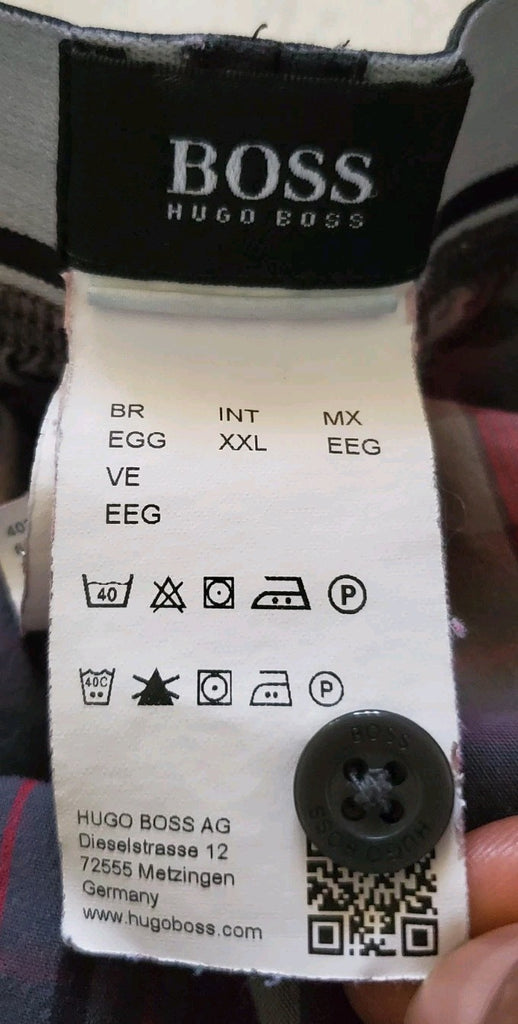 BOSS
HUGO BOSS
BR INT MX
EGG XXL EEG
VE
EEG
40 P
40C P
BOSS
HUGO BOSS
HUGO BOSS AG
Dieselstrasse 12
72555 Metzingen
Germany
www.hugoboss.com